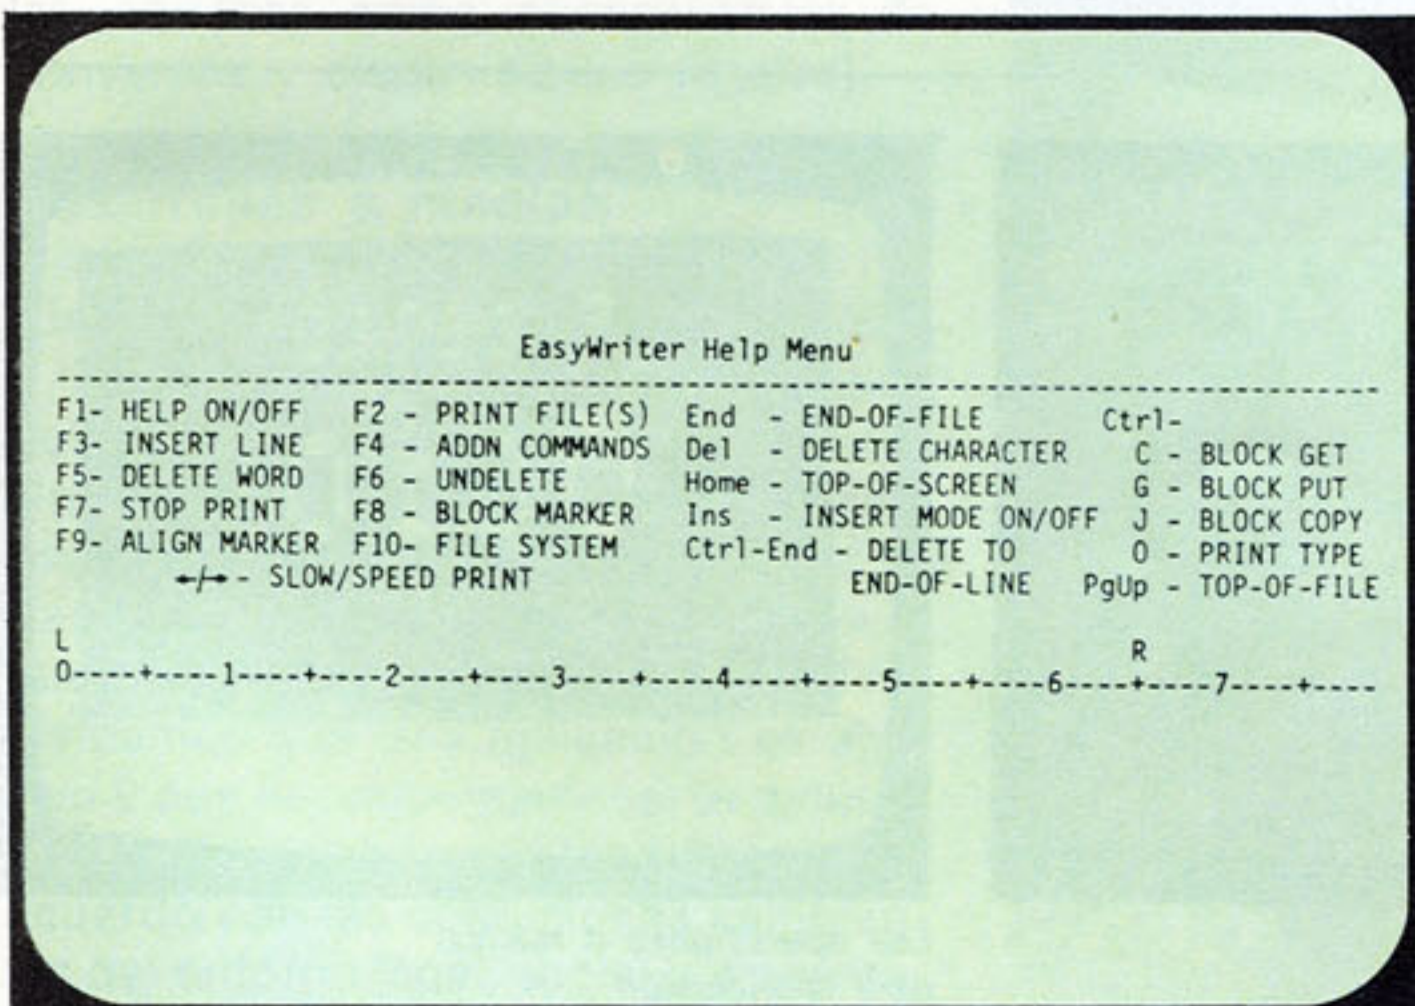 EasyWriter Help Menu
--------------------------------------------------------------------------------
F1- HELP ON/OFF F2 - PRINT FILE(S) End - END-OF-FILE Ctrl-
F3- INSERT LINE F4 - ADDN COMMANDS Del - DELETE CHARACTER C - BLOCK GET
F5- DELETE WORD F6 - UNDELETE Home - TOP-OF-SCREEN G - BLOCK PUT
F7- STOP PRINT F8 - BLOCK MARKER Ins - INSERT MODE ON/OFF J - BLOCK COPY
F9- ALIGN MARKER F10- FILE SYSTEM Ctrl-End - DELETE TO O - PRINT TYPE
←/→ - SLOW/SPEED PRINT END-OF-LINE PgUp - TOP-OF-FILE
L R
0----+----1----+----2----+----3----+----4----+----5----+----6----+----7----+----